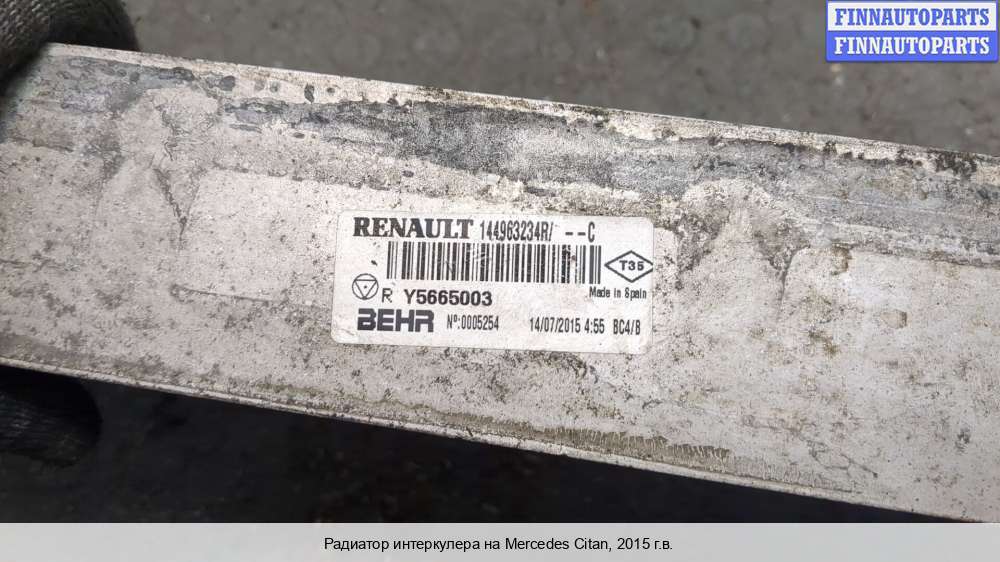 FINNAUTOPARTS
FINNAUTOPARTS
RENAULT 144963234R/ --C
T35
Made in Spain
R Y5665003
BEHR Nº:0005254 14/07/2015 4:55 BC4/B
Радиатор интеркулера на Mercedes Citan, 2015 г.в.